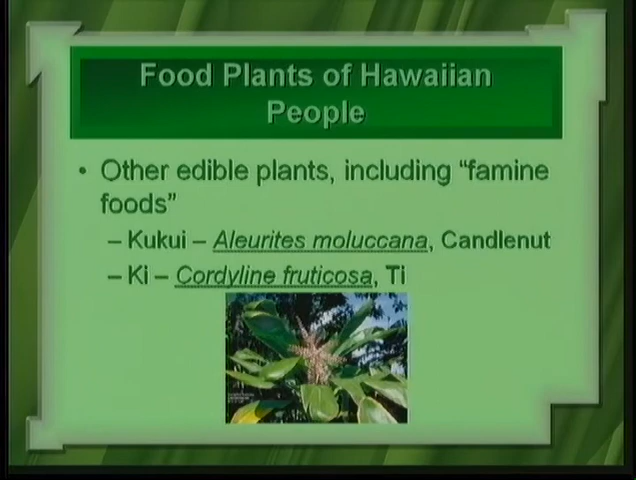 Food Plants of Hawaiian
People
• Other edible plants, including “famine
foods”
– Kukui – Aleurites moluccana, Candlenut
– Ki – Cordyline fruticosa, Ti